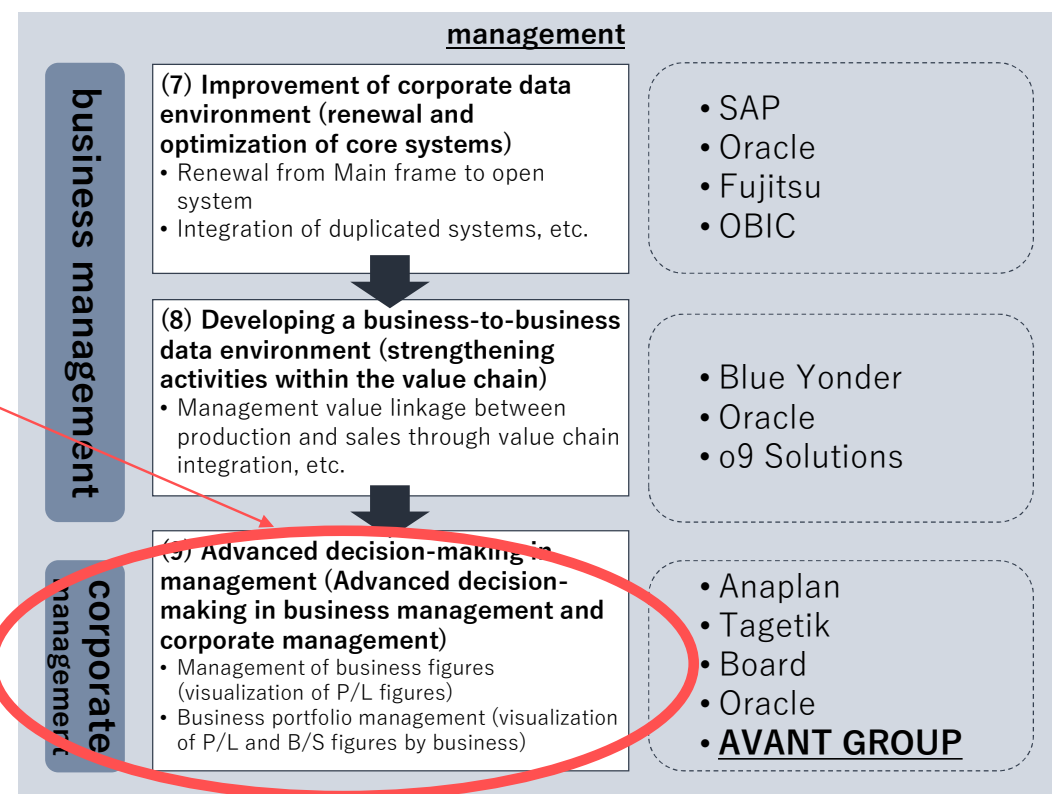 management
business management
(7) Improvement of corporate data
environment (renewal and
optimization of core systems)
• Renewal from Main frame to open
system
• Integration of duplicated systems, etc.
• SAP
• Oracle
• Fujitsu
• OBIC
(8) Developing a business-to-business
data environment (strengthening
activities within the value chain)
• Management value linkage between
production and sales through value chain
integration, etc.
• Blue Yonder
• Oracle
• o9 Solutions
corporate
management
(9) Advanced decision-making in
management (Advanced decision-
making in business management and
corporate management)
• Management of business figures
(visualization of P/L figures)
• Business portfolio management (visualization
of P/L and B/S figures by business)
• Anaplan
• Tagetik
• Board
• Oracle
• AVANT GROUP